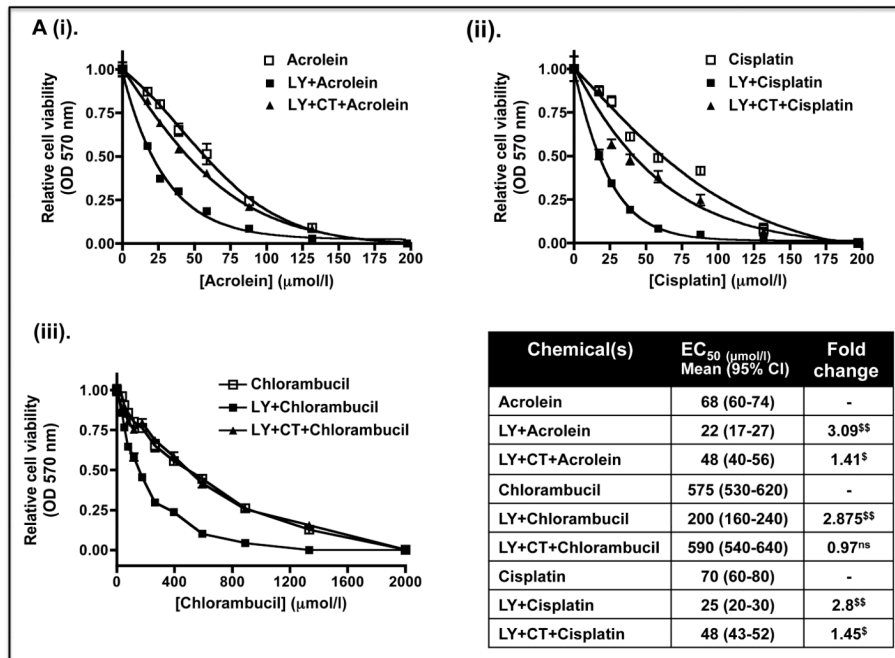 A (i).
Acrolein
LY+Acrolein
LY+CT+Acrolein
Relative cell viability
(OD 570 nm)
1.00
0.75
0.50
0.25
0.00
0 25 50 75 100 125 150 175 200
[Acrolein] (μmol/l)
(ii).
Cisplatin
LY+Cisplatin
LY+CT+Cisplatin
Relative cell viability
(OD 570 nm)
1.00
0.75
0.50
0.25
0.00
0 25 50 75 100 125 150 175 200
[Cisplatin] (μmol/l)
(iii).
Chlorambucil
LY+Chlorambucil
LY+CT+Chlorambucil
Relative cell viability
(OD 570 nm)
1.00
0.75
0.50
0.25
0.00
0 400 800 1200 1600 2000
[Chlorambucil] (μmol/l)
Chemical(s) EC50 (μmol/l) Fold
Mean (95% CI) change
Acrolein 68 (60-74) -
LY+Acrolein 22 (17-27) 3.09$$
LY+CT+Acrolein 48 (40-56) 1.41$
Chlorambucil 575 (530-620) -
LY+Chlorambucil 200 (160-240) 2.875$$
LY+CT+Chlorambucil 590 (540-640) 0.97ns
Cisplatin 70 (60-80) -
LY+Cisplatin 25 (20-30) 2.8$$
LY+CT+Cisplatin 48 (43-52) 1.45$